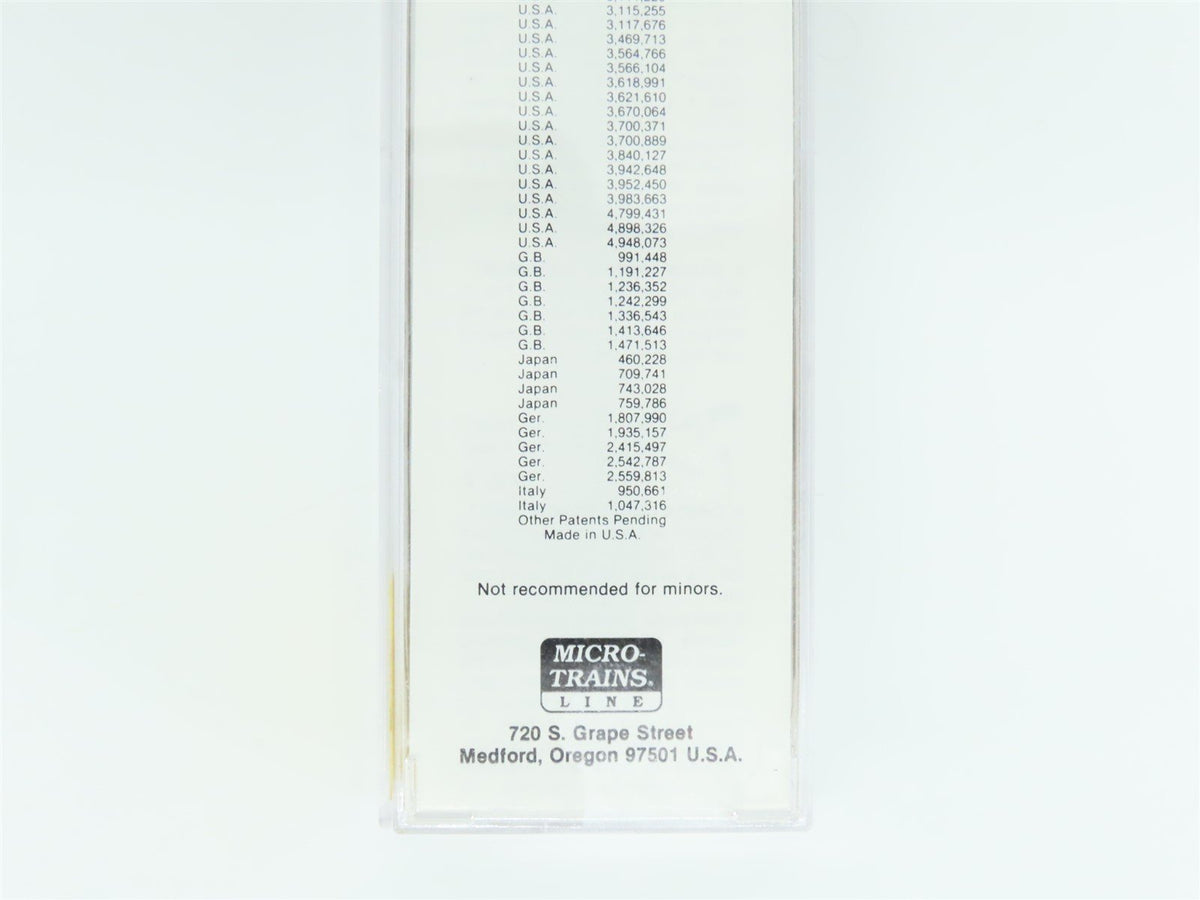 U.S.A. 3,115,255
U.S.A. 3,117,676
U.S.A. 3,469,713
U.S.A. 3,564,766
U.S.A. 3,566,104
U.S.A. 3,618,991
U.S.A. 3,621,610
U.S.A. 3,670,064
U.S.A. 3,700,371
U.S.A. 3,700,889
U.S.A. 3,840,127
U.S.A. 3,942,648
U.S.A. 3,952,450
U.S.A. 3,983,663
U.S.A. 4,799,431
U.S.A. 4,898,326
U.S.A. 4,948,073
G.B. 991,448
G.B. 1,191,227
G.B. 1,236,352
G.B. 1,242,299
G.B. 1,336,543
G.B. 1,413,646
G.B. 1,471,513
Japan 460,228
Japan 709,741
Japan 743,028
Japan 759,786
Ger. 1,807,990
Ger. 1,935,157
Ger. 2,415,497
Ger. 2,542,787
Ger. 2,559,813
Italy 950,661
Italy 1,047,316
Other Patents Pending
Made in U.S.A.
Not recommended for minors.
MICRO-
TRAINS®
LINE
720 S. Grape Street
Medford, Oregon 97501 U.S.A.